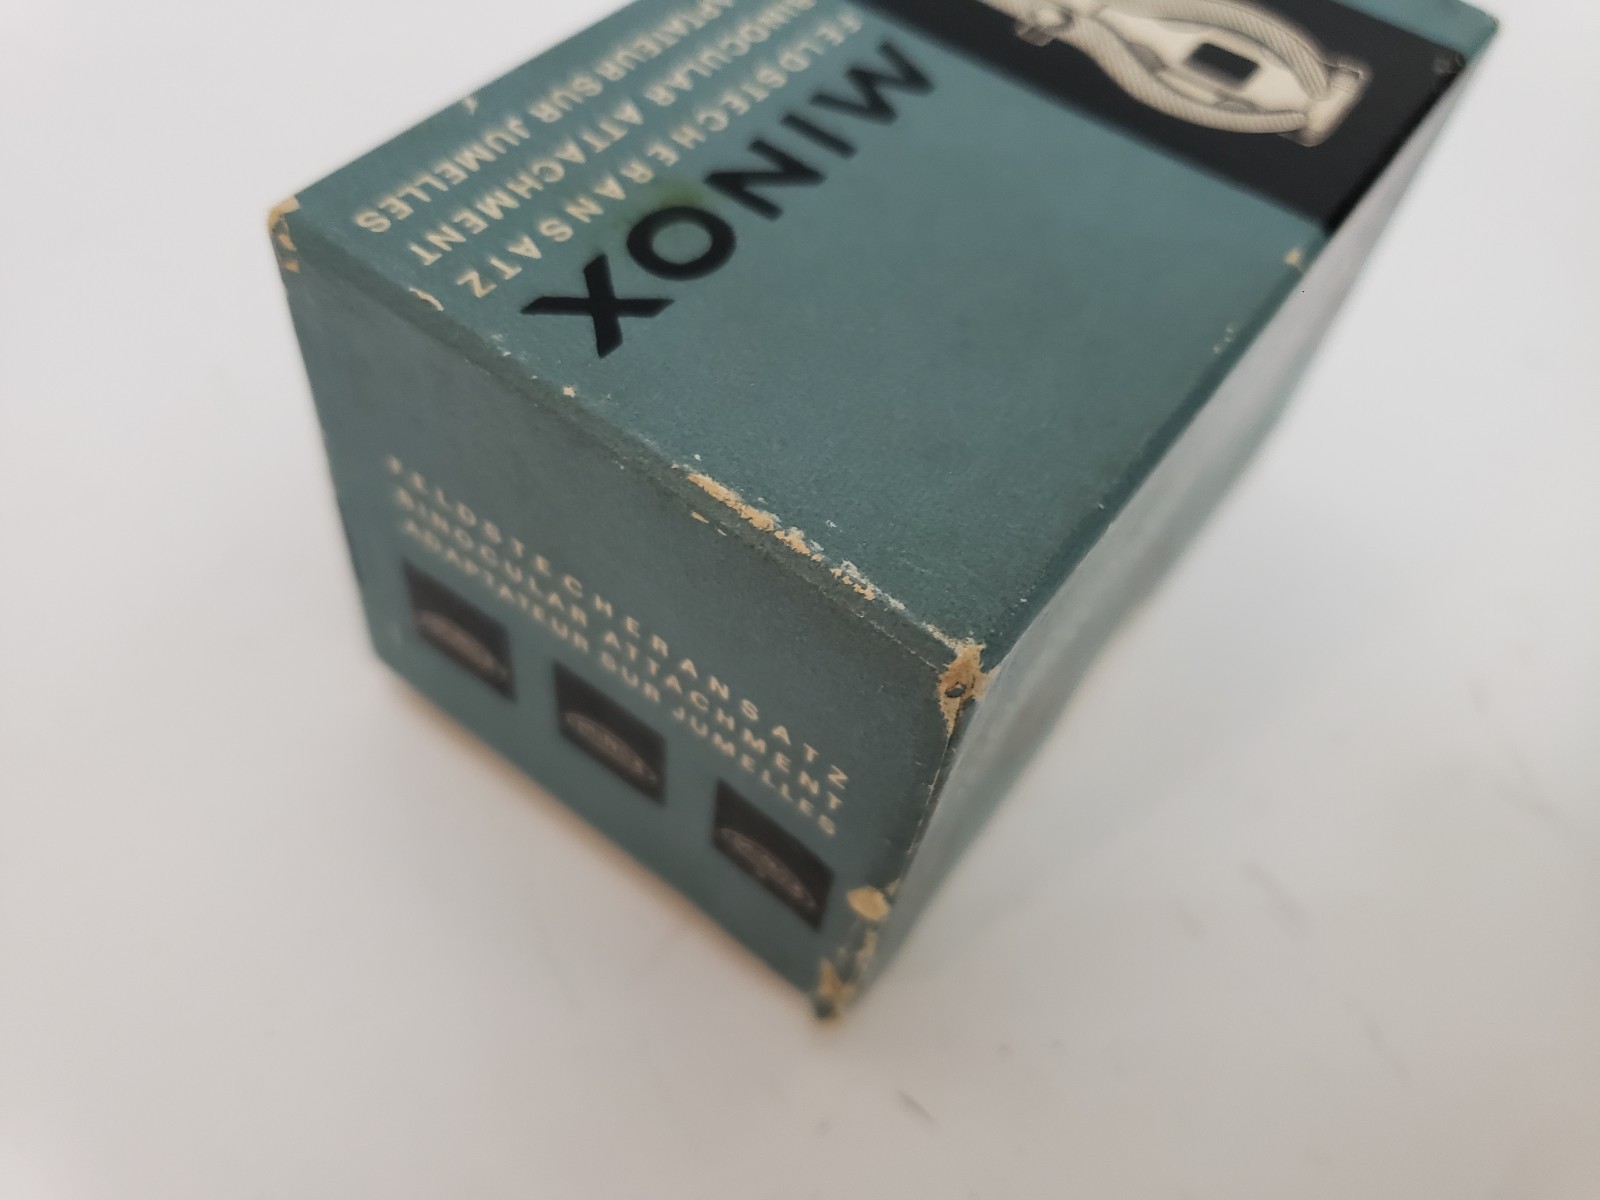 MINOX
FELDSTECHERANSATZ
BINOCULAR ATTACHMENT
ADAPTATEUR SUR JUMELLES
FELDSTECHERANSATZ
BINOCULAR ATTACHMENT
ADAPTATEUR SUR JUMELLES